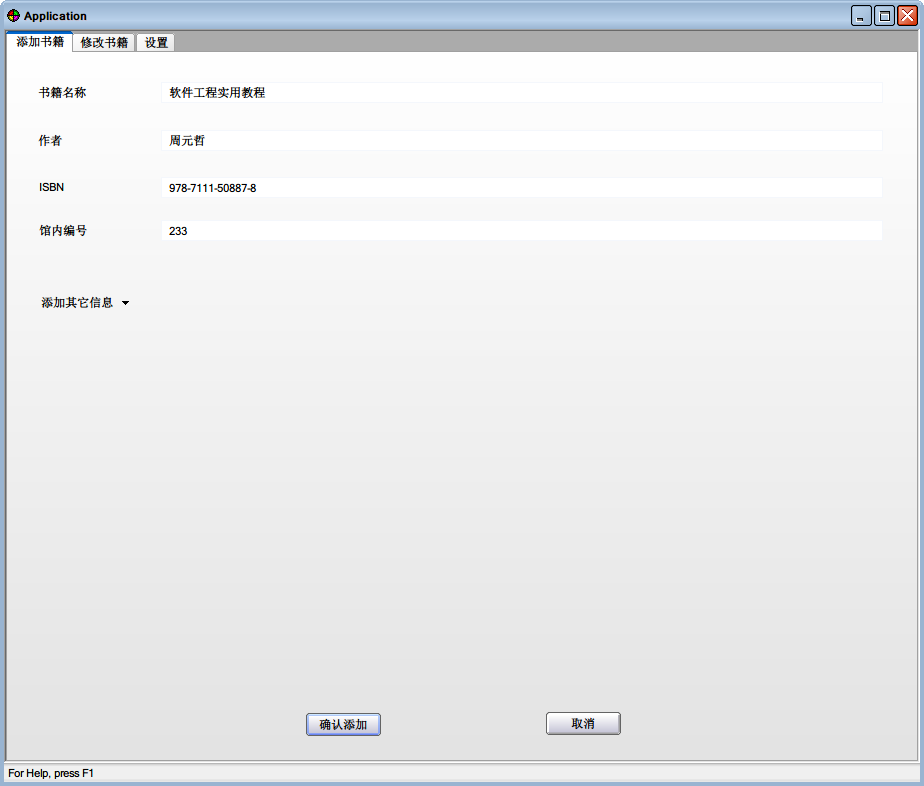 Application
添加书籍 修改书籍 设置
书籍名称 软件工程实用教程
作者 周元哲
ISBN 978-7111-50887-8
馆内编号 233
添加其它信息
确认添加 取消
For Help, press F1